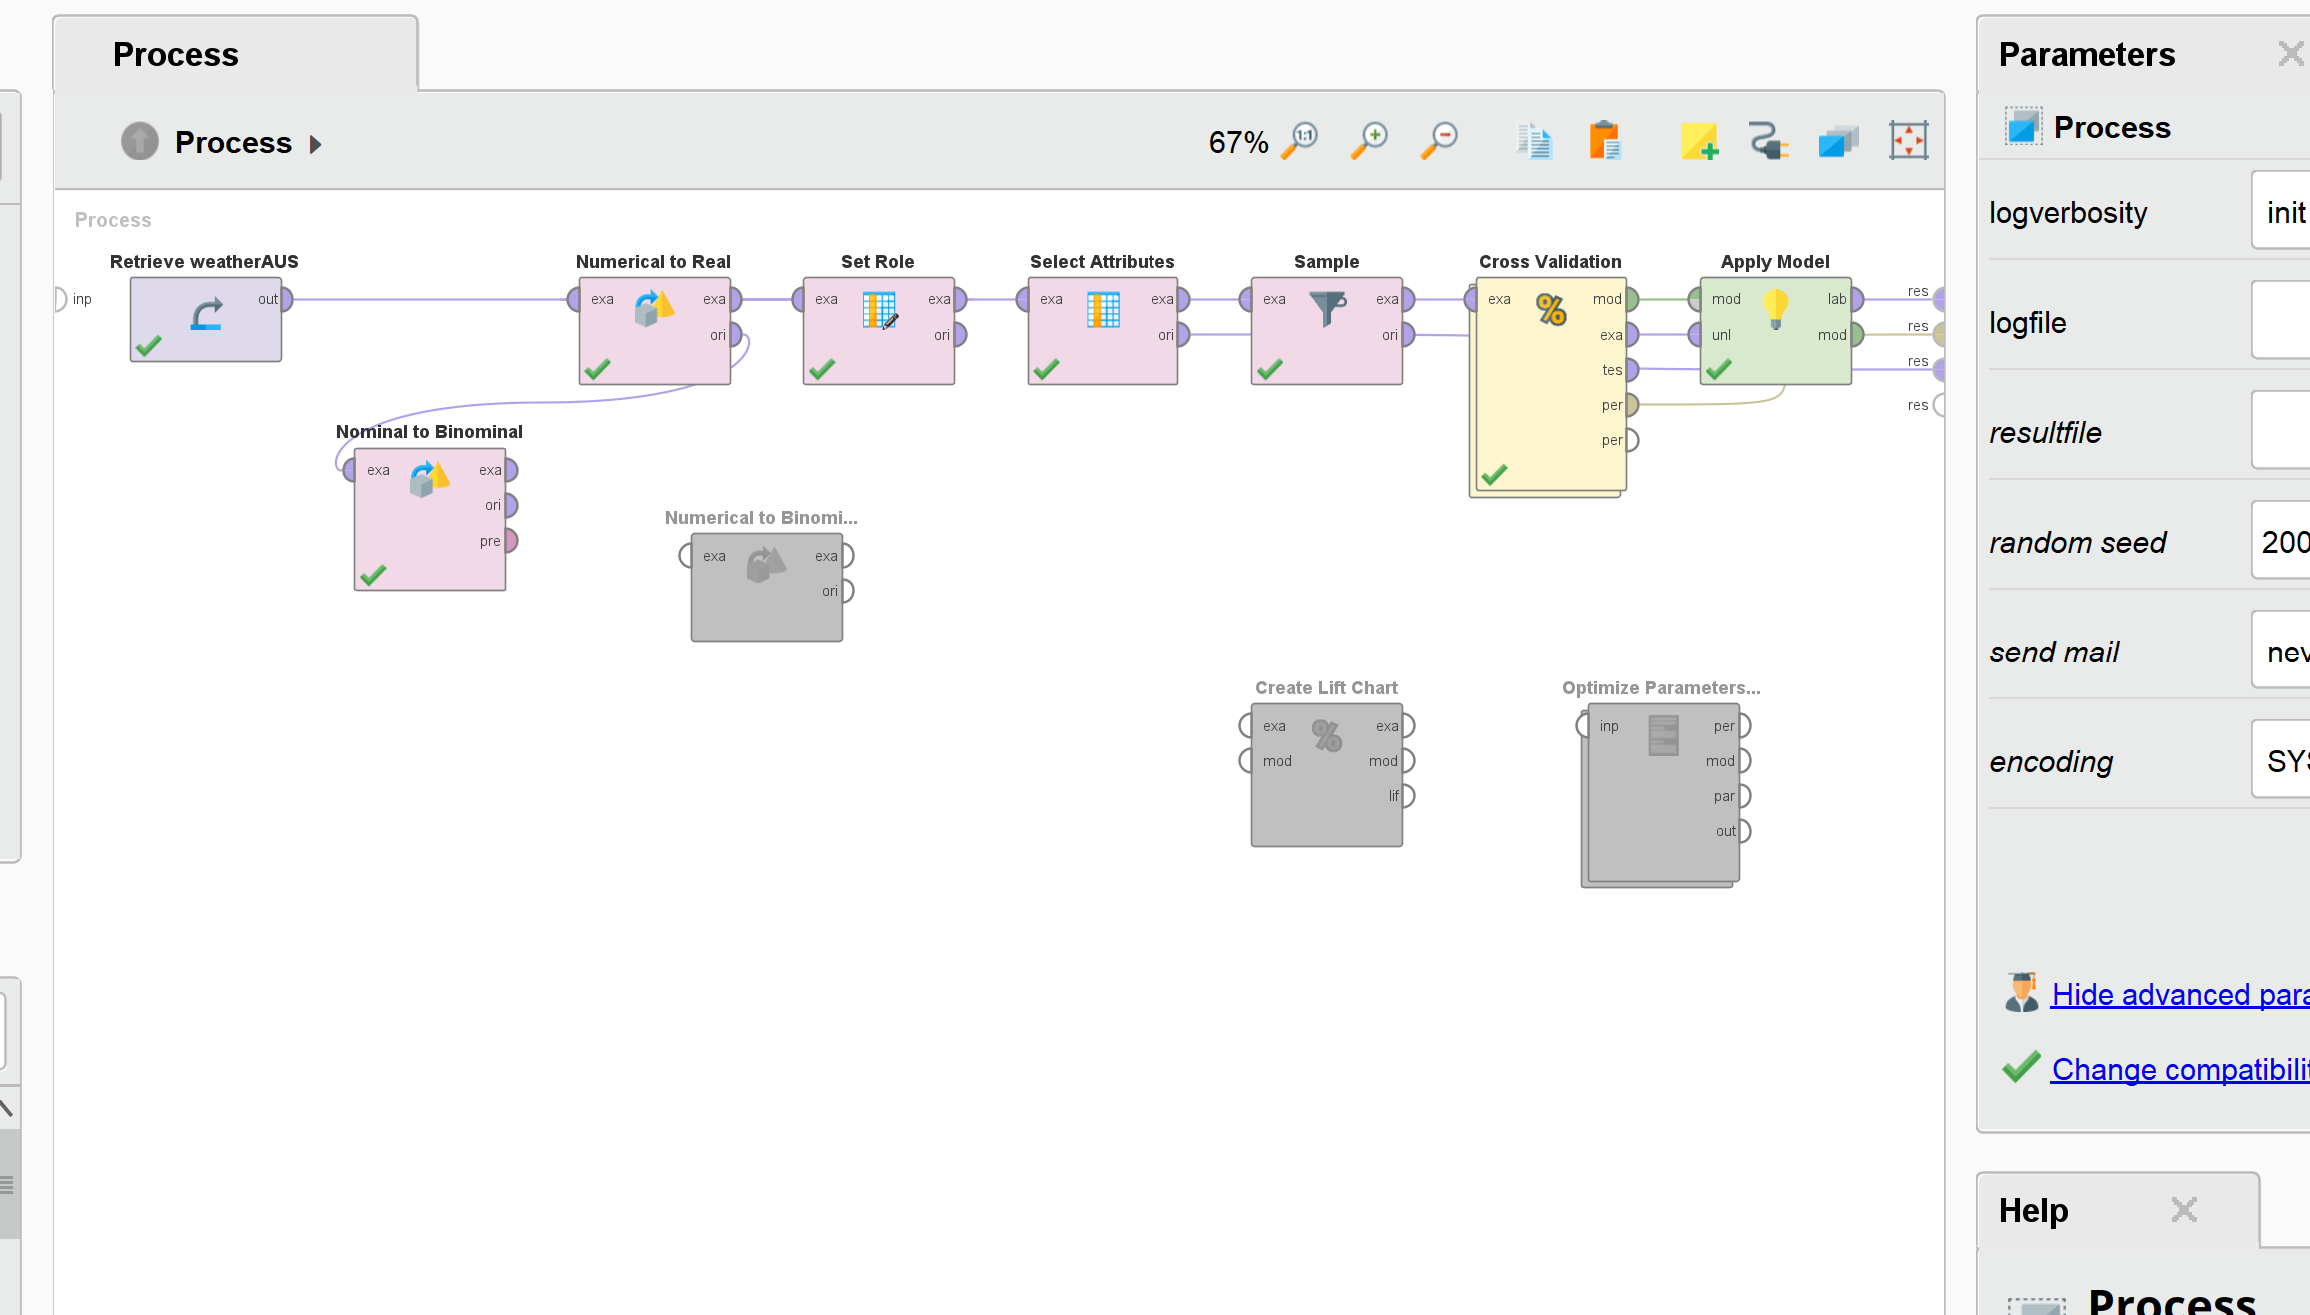 Process
Process
67%
Process
Retrieve weatherAUS
Numerical to Real
Set Role
Select Attributes
Sample
Cross Validation
Apply Model
inp
out
exa
exa
ori
exa
exa
ori
exa
exa
ori
exa
exa
ori
exa
mod
exa
tes
per
per
mod
unl
lab
mod
res
res
res
res
Nominal to Binominal
exa
exa
ori
pre
Numerical to Binomi...
exa
exa
ori
Create Lift Chart
exa
mod
exa
mod
lif
Optimize Parameters...
inp
per
mod
par
out
Parameters
Process
logverbosity
init
logfile
resultfile
random seed
200
send mail
nev
encoding
SYS
Hide advanced para
Change compatibilit
Help
Process